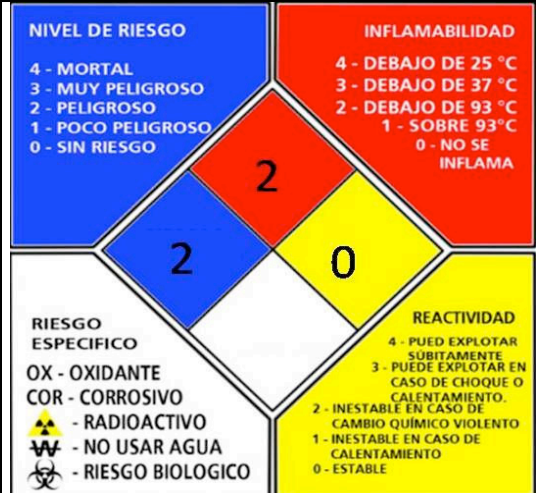 NIVEL DE RIESGO
4 - MORTAL
3 - MUY PELIGROSO
2 - PELIGROSO
1 - POCO PELIGROSO
0 - SIN RIESGO
INFLAMABILIDAD
4 - DEBAJO DE 25 °C
3 - DEBAJO DE 37 °C
2 - DEBAJO DE 93 °C
1 - SOBRE 93°C
0 - NO SE
INFLAMA
2
2
0
RIESGO
ESPECIFICO
OX - OXIDANTE
COR - CORROSIVO
- RADIOACTIVO
W - NO USAR AGUA
- RIESGO BIOLOGICO
REACTIVIDAD
4 - PUED EXPLOTAR
SÚBITAMENTE
3 - PUEDE EXPLOTAR EN
CASO DE CHOQUE O
CALENTAMIENTO.
2 - INESTABLE EN CASO DE
CAMBIO QUÍMICO VIOLENTO
1 - INESTABLE EN CASO DE
CALENTAMIENTO
0 - ESTABLE